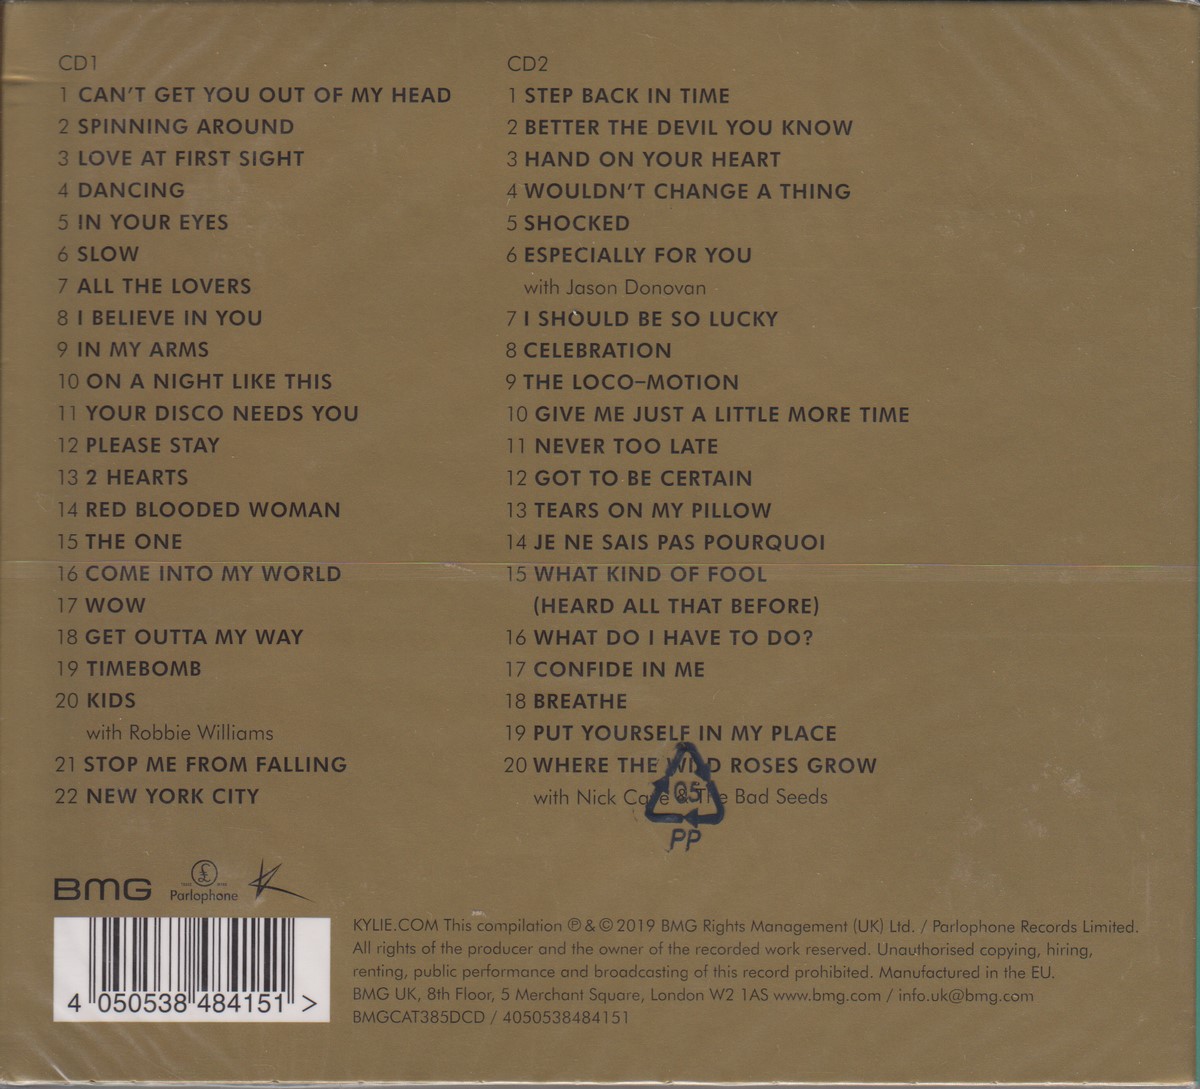 CD1
1 CAN'T GET YOU OUT OF MY HEAD
2 SPINNING AROUND
3 LOVE AT FIRST SIGHT
4 DANCING
5 IN YOUR EYES
6 SLOW
7 ALL THE LOVERS
8 I BELIEVE IN YOU
9 IN MY ARMS
10 ON A NIGHT LIKE THIS
11 YOUR DISCO NEEDS YOU
12 PLEASE STAY
13 2 HEARTS
14 RED BLOODED WOMAN
15 THE ONE
16 COME INTO MY WORLD
17 WOW
18 GET OUTTA MY WAY
19 TIMEBOMB
20 KIDS
with Robbie Williams
21 STOP ME FROM FALLING
22 NEW YORK CITY
CD2
1 STEP BACK IN TIME
2 BETTER THE DEVIL YOU KNOW
3 HAND ON YOUR HEART
4 WOULDN'T CHANGE A THING
5 SHOCKED
6 ESPECIALLY FOR YOU
with Jason Donovan
7 I SHOULD BE SO LUCKY
8 CELEBRATION
9 THE LOCO–MOTION
10 GIVE ME JUST A LITTLE MORE TIME
11 NEVER TOO LATE
12 GOT TO BE CERTAIN
13 TEARS ON MY PILLOW
14 JE NE SAIS PAS POURQUOI
15 WHAT KIND OF FOOL
(HEARD ALL THAT BEFORE)
16 WHAT DO I HAVE TO DO?
17 CONFIDE IN ME
18 BREATHE
19 PUT YOURSELF IN MY PLACE
20 WHERE THE WILD ROSES GROW
with Nick Cave & The Bad Seeds
05
PP
BMG
£
Parlophone
K
4 050538 484151 >
KYLIE.COM This compilation ℗ & © 2019 BMG Rights Management (UK) Ltd. / Parlophone Records Limited.
All rights of the producer and the owner of the recorded work reserved. Unauthorised copying, hiring,
renting, public performance and broadcasting of this record prohibited. Manufactured in the EU.
BMG UK, 8th Floor, 5 Merchant Square, London W2 1AS www.bmg.com / info.uk@bmg.com
BMGCAT385DCD / 4050538484151